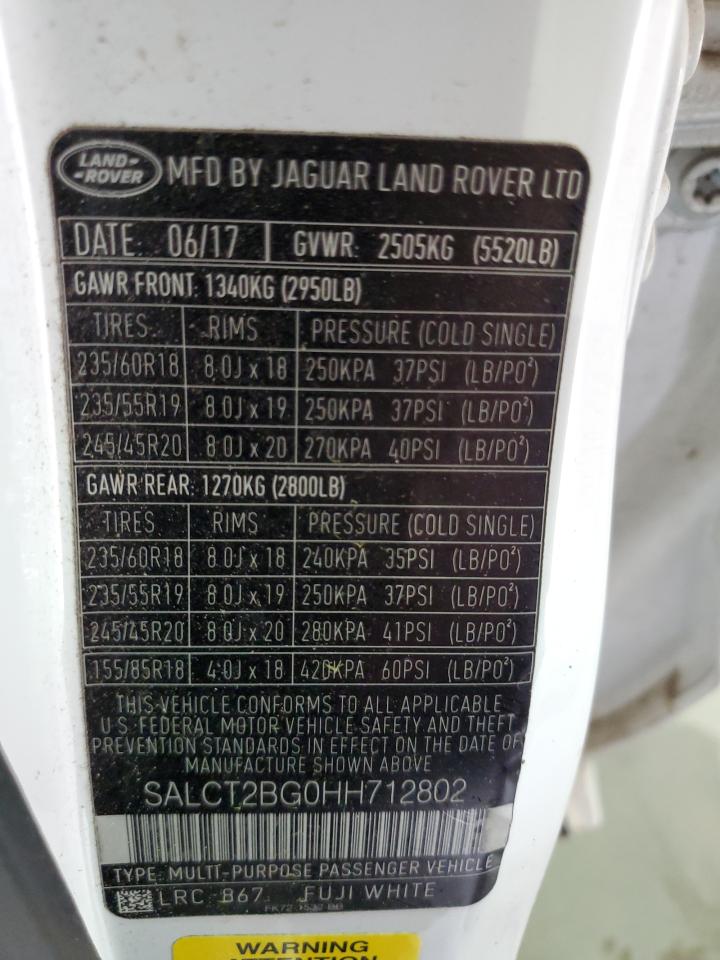 LAND-
-ROVER
MFD BY JAGUAR LAND ROVER LTD
DATE: 06/17 GVWR: 2505KG (5520LB)
GAWR FRONT: 1340KG (2950LB)
TIRES RIMS PRESSURE (COLD SINGLE)
235/60R18 8.0J x 18 250KPA 37PSI (LB/PO²)
235/55R19 8.0J x 19 250KPA 37PSI (LB/PO²)
245/45R20 8.0J x 20 270KPA 40PSI (LB/PO²)
GAWR REAR: 1270KG (2800LB)
TIRES RIMS PRESSURE (COLD SINGLE)
235/60R18 8.0J x 18 240KPA 35PSI (LB/PO²)
235/55R19 8.0J x 19 250KPA 37PSI (LB/PO²)
245/45R20 8.0J x 20 280KPA 41PSI (LB/PO²)
155/85R18 4.0J x 18 420KPA 60PSI (LB/PO²)
THIS VEHICLE CONFORMS TO ALL APPLICABLE
U.S. FEDERAL MOTOR VEHICLE SAFETY AND THEFT
PREVENTION STANDARDS IN EFFECT ON THE DATE OF
MANUFACTURE SHOWN ABOVE
SALCT2BG0HH712802
TYPE: MULTI-PURPOSE PASSENGER VEHICLE
LRC 867 FUJI WHITE
WARNING